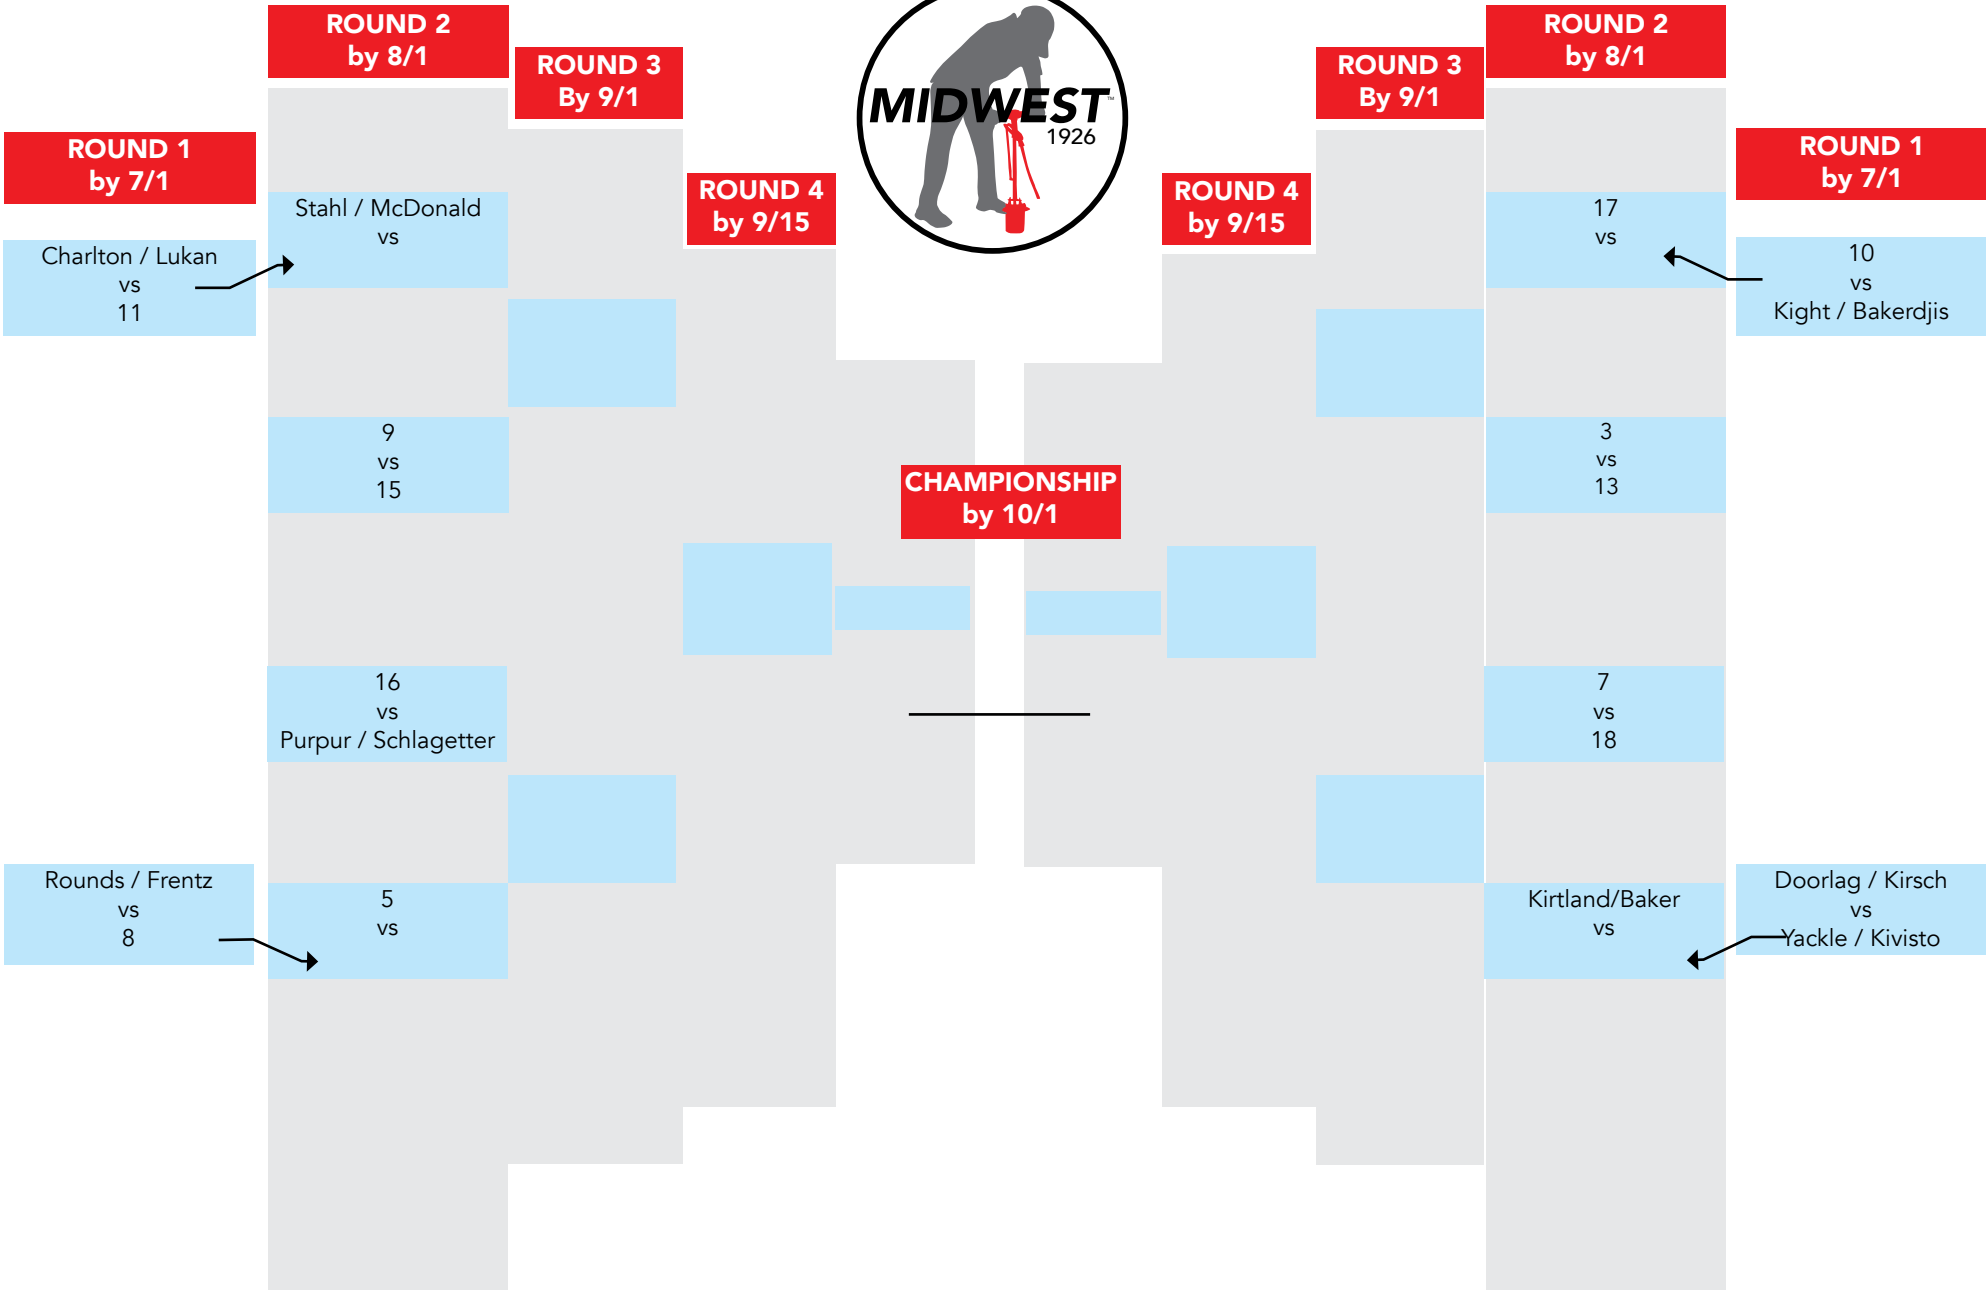 ROUND 2
by 8/1
ROUND 3
By 9/1
ROUND 1
by 7/1
ROUND 4
by 9/15
MIDWEST™
1926
ROUND 4
by 9/15
ROUND 3
By 9/1
ROUND 2
by 8/1
ROUND 1
by 7/1
Charlton / Lukan
vs
11
Stahl / McDonald
vs
9
vs
15
16
vs
Purpur / Schlagetter
Rounds / Frentz
vs
8
5
vs
CHAMPIONSHIP
by 10/1
17
vs
10
vs
Kight / Bakerdjis
3
vs
13
7
vs
18
Kirtland/Baker
vs
Doorlag / Kirsch
vs
Yackle / Kivisto